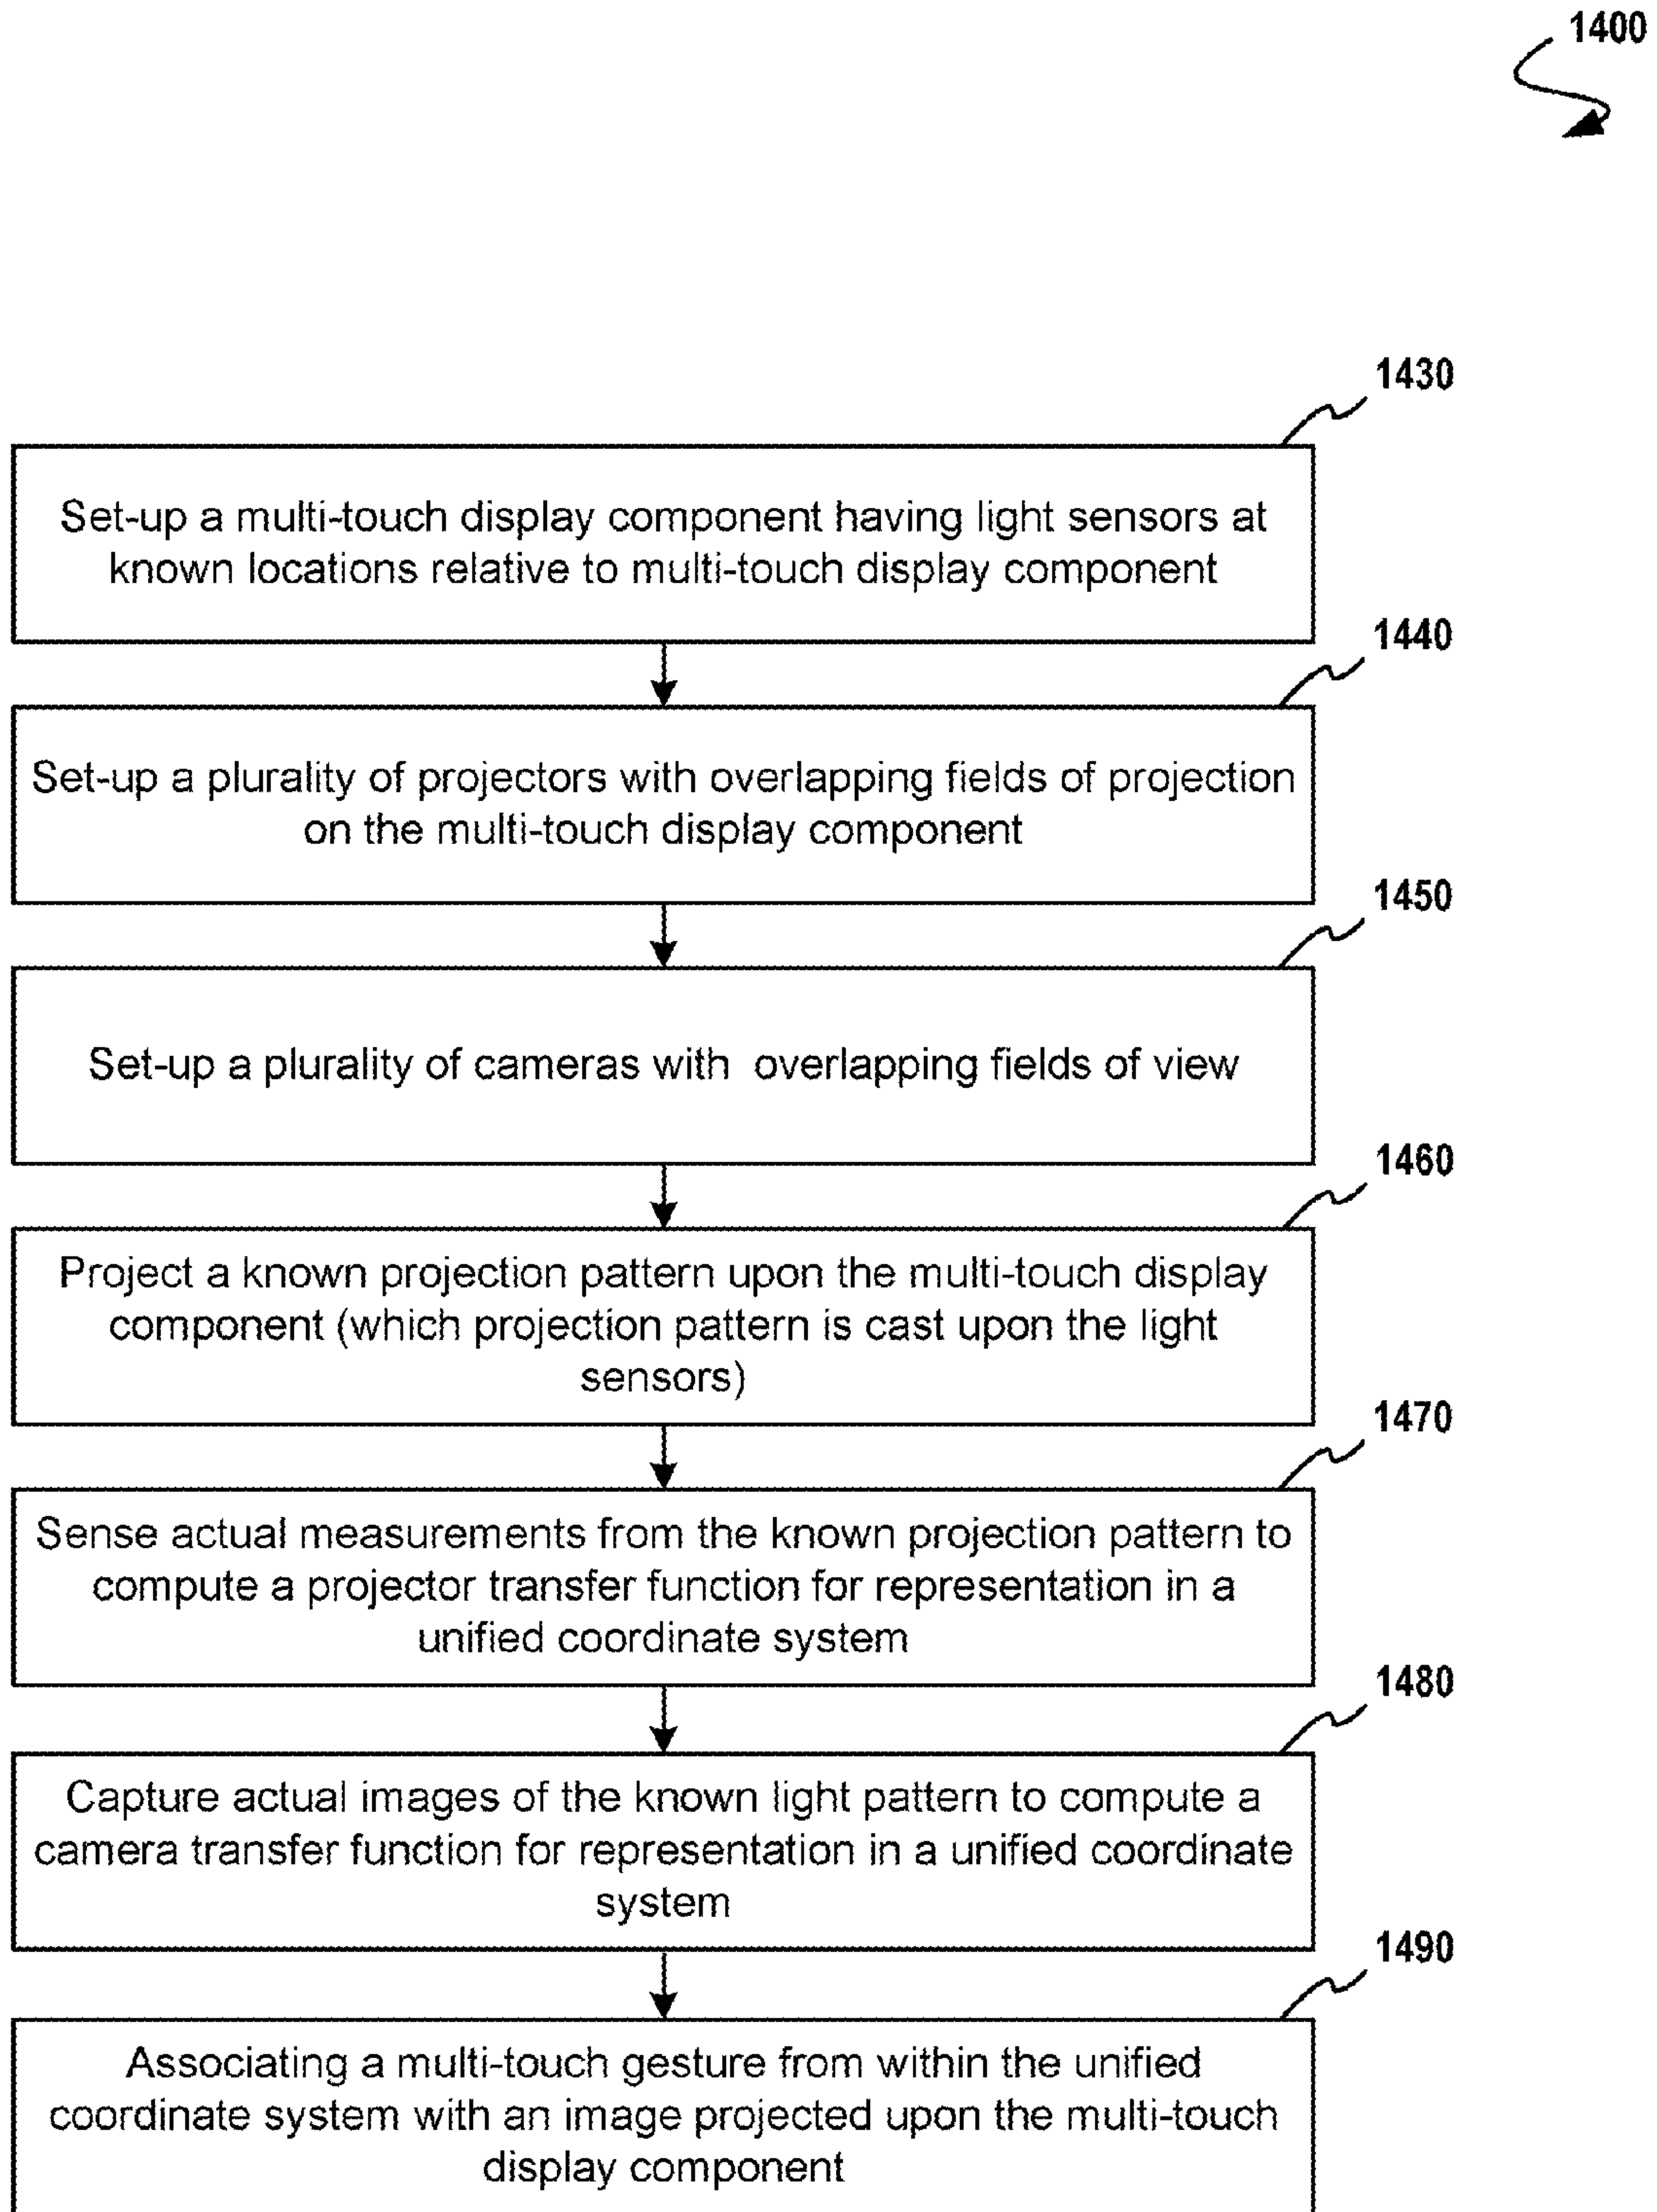 1400
1430
Set-up a multi-touch display component having light sensors at
known locations relative to multi-touch display component
1440
Set-up a plurality of projectors with overlapping fields of projection
on the multi-touch display component
1450
Set-up a plurality of cameras with overlapping fields of view
1460
Project a known projection pattern upon the multi-touch display
component (which projection pattern is cast upon the light
sensors)
1470
Sense actual measurements from the known projection pattern to
compute a projector transfer function for representation in a
unified coordinate system
1480
Capture actual images of the known light pattern to compute a
camera transfer function for representation in a unified coordinate
system
1490
Associating a multi-touch gesture from within the unified
coordinate system with an image projected upon the multi-touch
display component